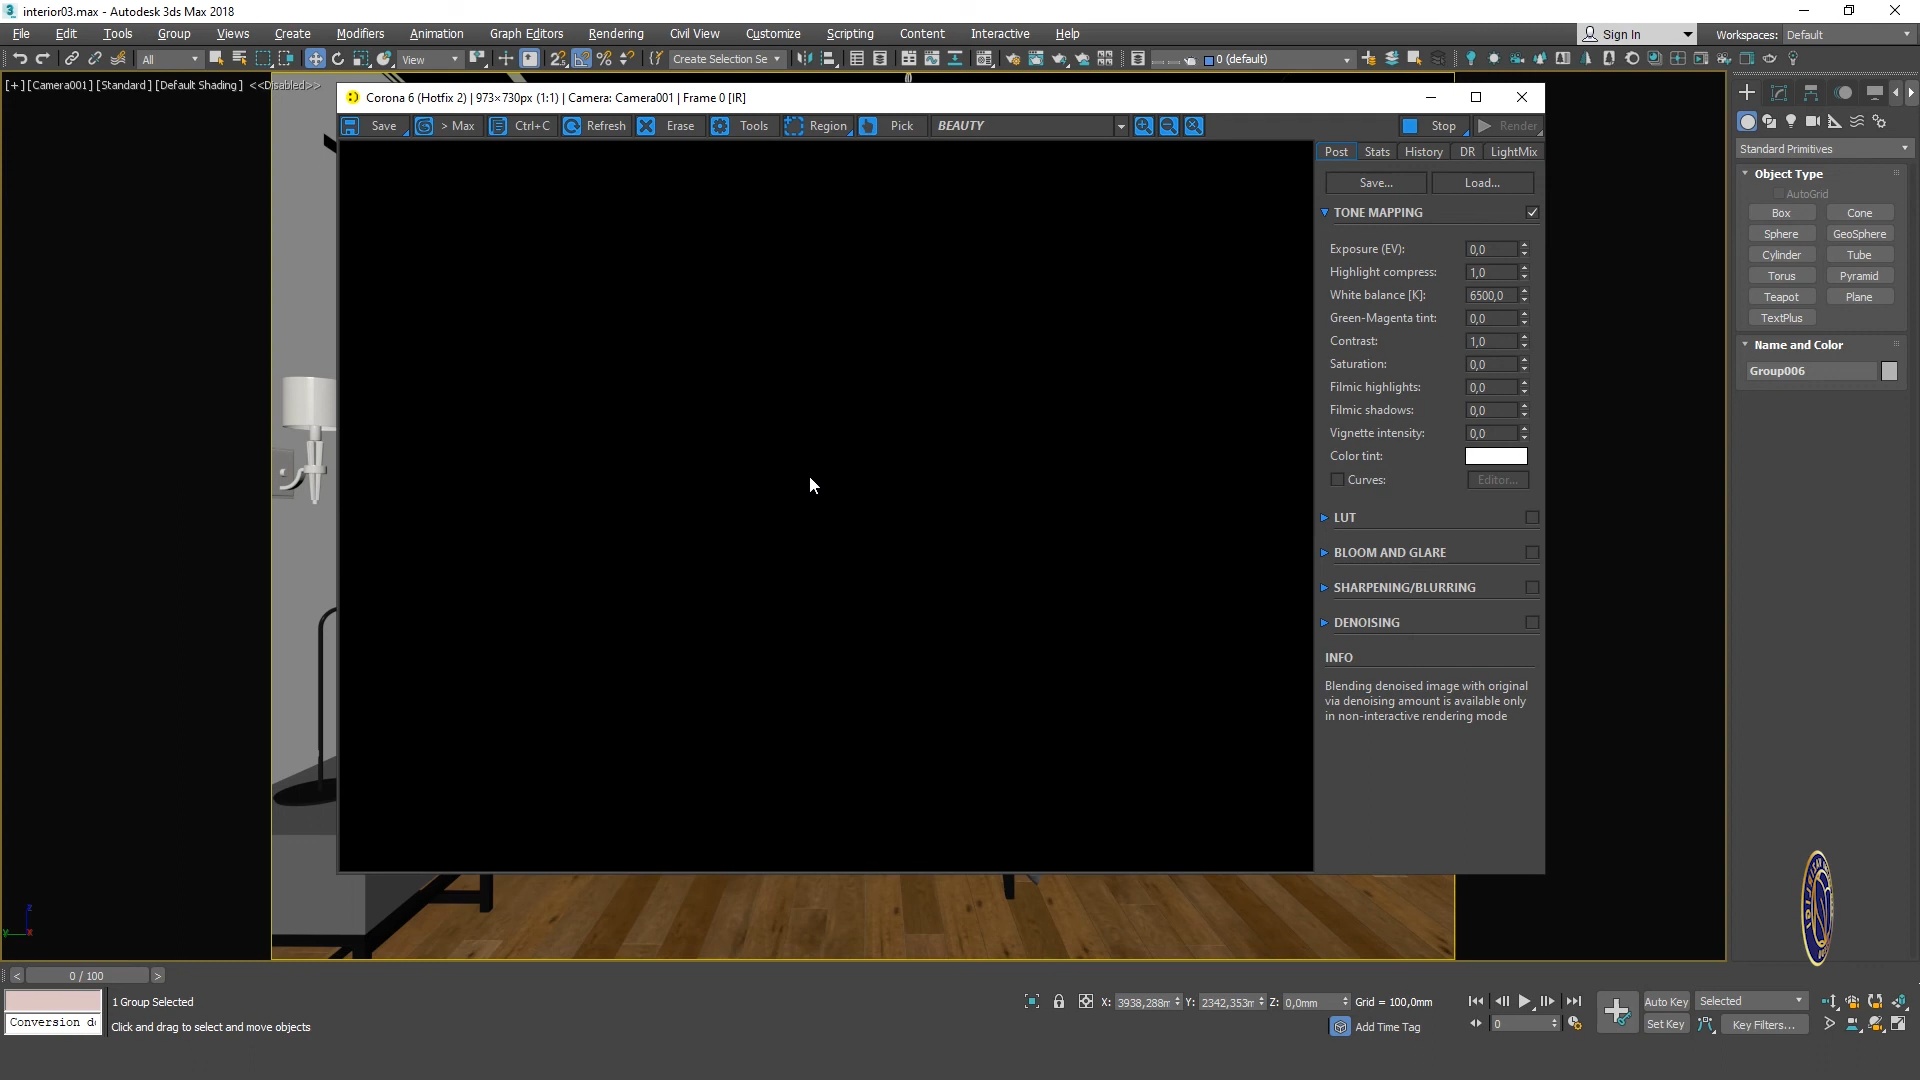 interior03.max - Autodesk 3ds Max 2018
File Edit Tools Group Views Create Modifiers Animation Graph Editors Rendering Civil View Customize Scripting Content Interactive Help
Sign In Workspaces: Default
All View Create Selection Se 0 (default)
[+] [Camera001] [Standard] [Default Shading] <<Disabled>>
Corona 6 (Hotfix 2) | 973×730px (1:1) | Camera: Camera001 | Frame 0 [IR]
Save > Max Ctrl+C Refresh Erase Tools Region Pick BEAUTY Stop Render
Post Stats History DR LightMix
Save... Load...
TONE MAPPING
Exposure (EV): 0,0
Highlight compress: 1,0
White balance [K]: 6500,0
Green-Magenta tint: 0,0
Contrast: 1,0
Saturation: 0,0
Filmic highlights: 0,0
Filmic shadows: 0,0
Vignette intensity: 0,0
Color tint:
Curves: Editor...
LUT
BLOOM AND GLARE
SHARPENING/BLURRING
DENOISING
INFO
Blending denoised image with original
via denoising amount is available only
in non-interactive rendering mode
Standard Primitives
Object Type
AutoGrid
Box Cone
Sphere GeoSphere
Cylinder Tube
Torus Pyramid
Teapot Plane
TextPlus
Name and Color
Group006
z
y x
< 0 / 100 >
1 Group Selected
Conversion d
Click and drag to select and move objects
X: 3938,288m Y: 2342,353m Z: 0,0mm Grid = 100,0mm
Add Time Tag
0
Auto Key Selected
Set Key Key Filters...